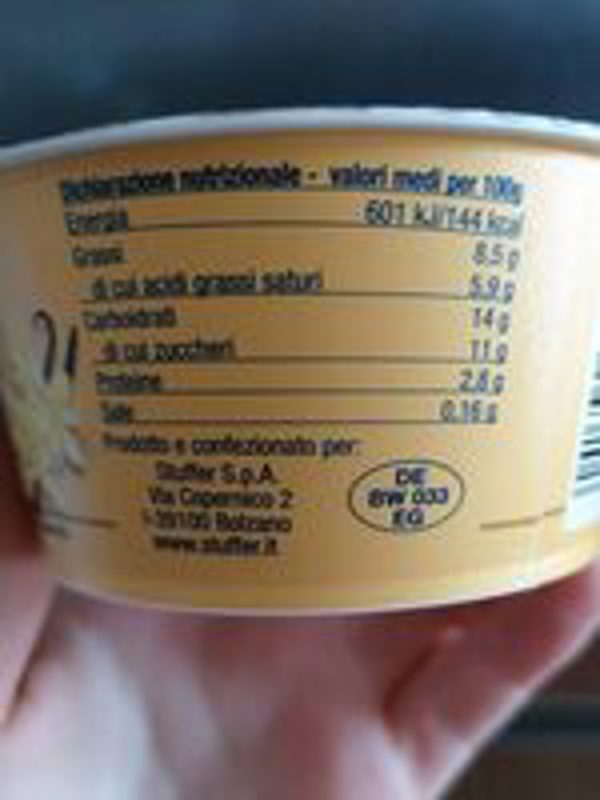 Dichiarazione nutrizionale - valori medi per 100g
Energia 601 kJ/144 kcal
Grassi 8,5 g
di cui acidi grassi saturi 5,9 g
Carboidrati 14 g
di cui zuccheri 11 g
Proteine 2,8 g
Sale 0,16 g
Prodotto e confezionato per:
Stuffer S.p.A.
Via Copernico 2
I-39100 Bolzano
www.stuffer.it
DE
BW 033
EG